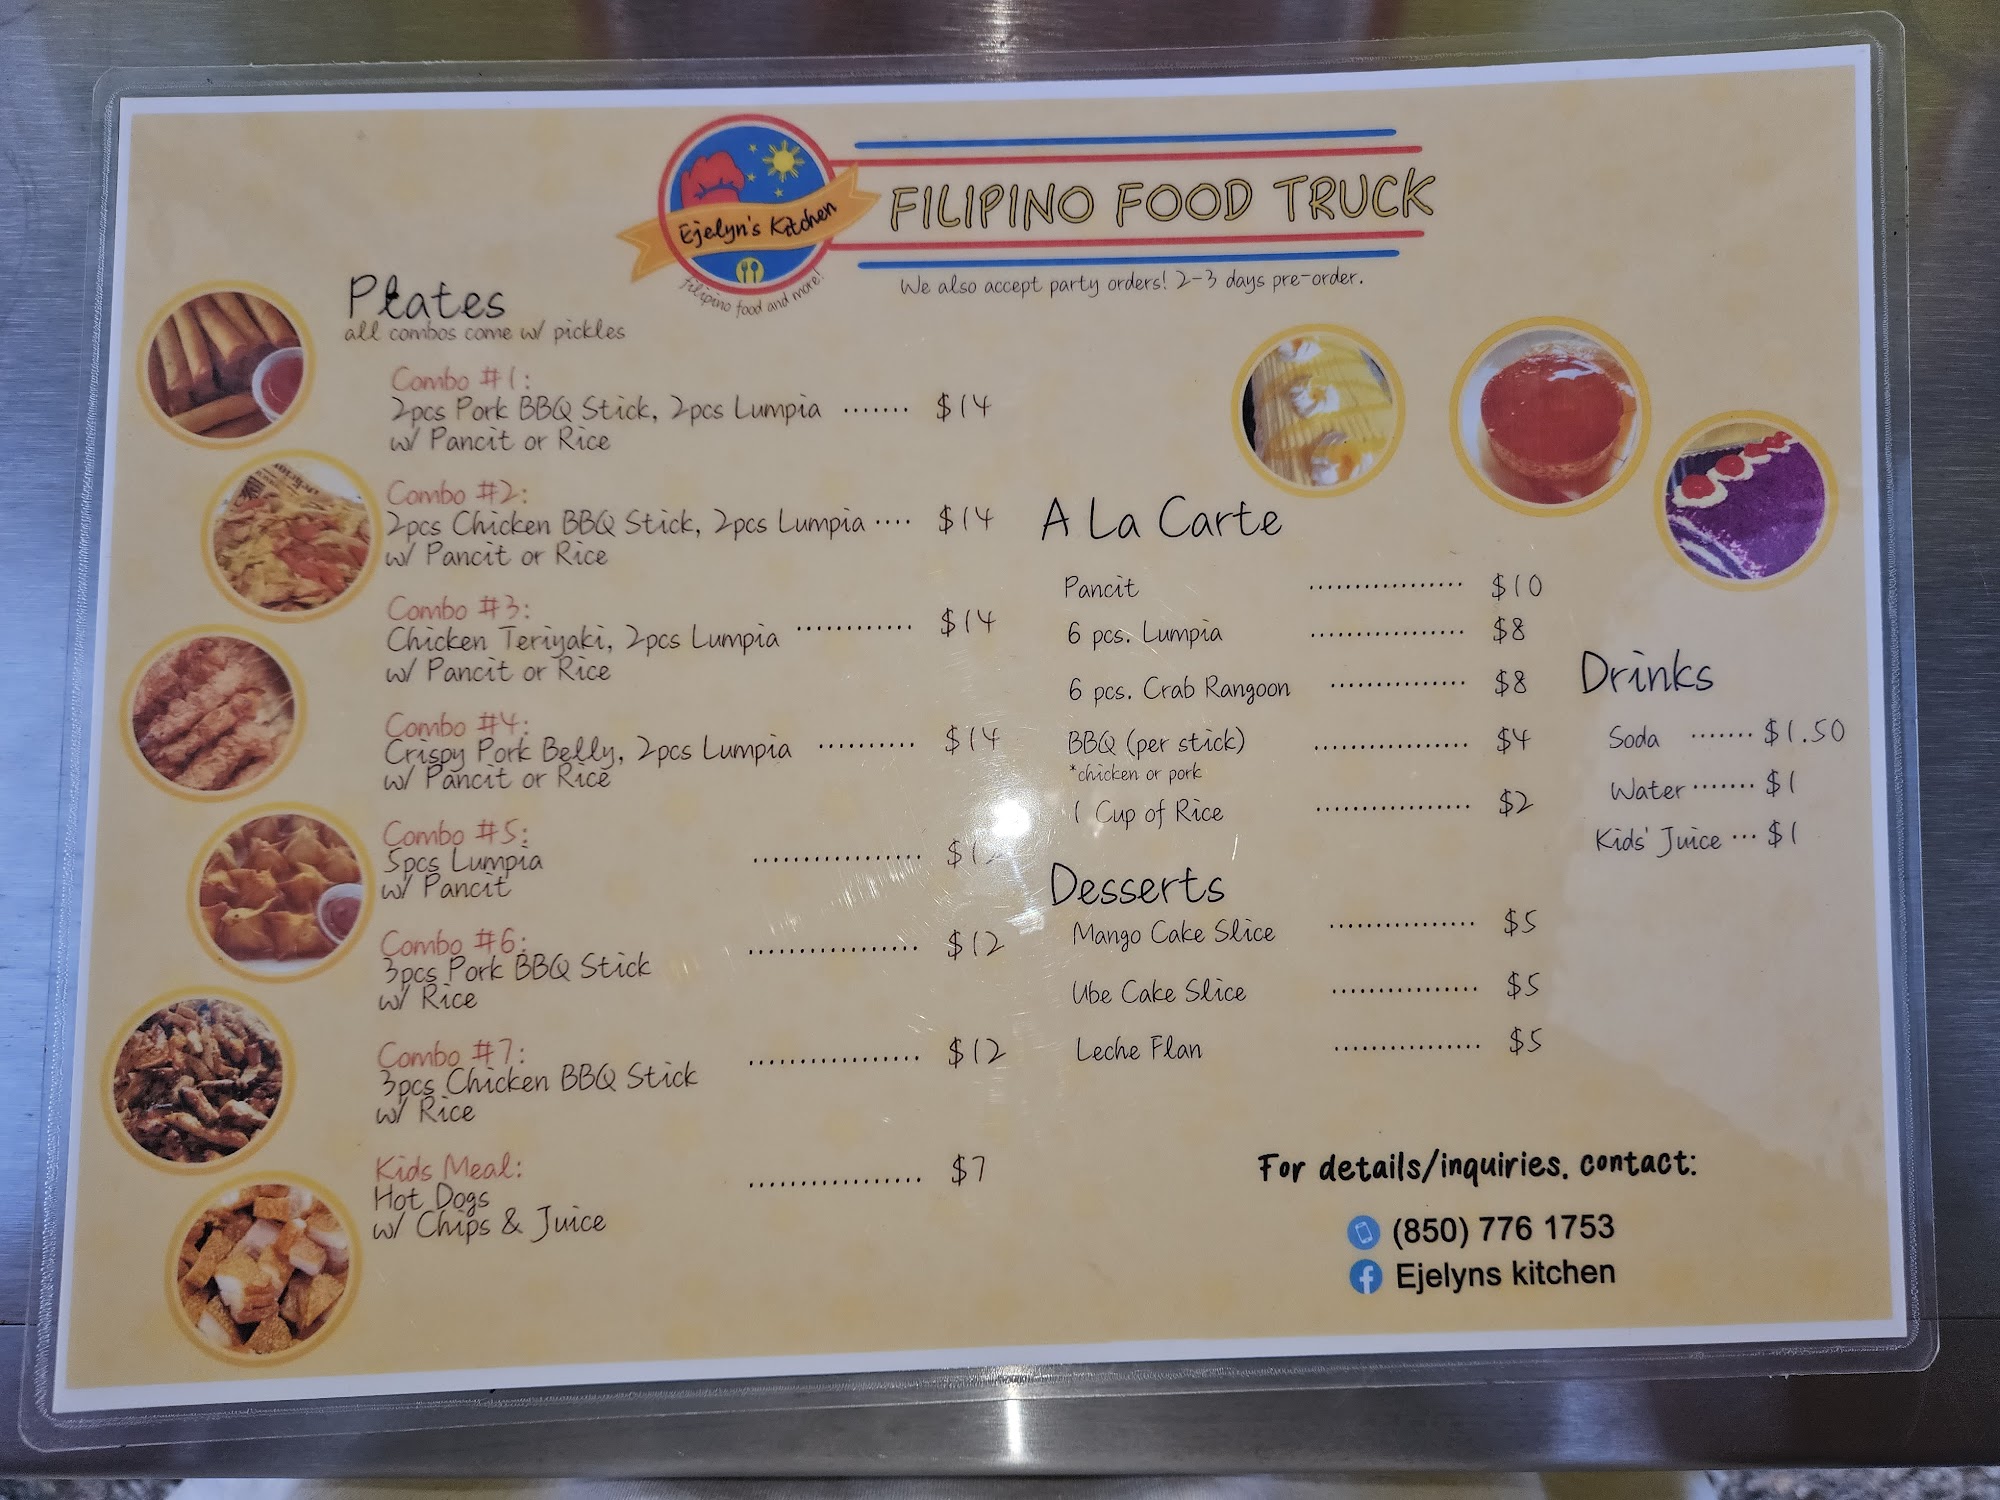 Ejelyn's Kitchen
filipino food and more!
FILIPINO FOOD TRUCK
We also accept party orders! 2-3 days pre-order.
Plates
all combos come w/ pickles
Combo #1:
2pcs Pork BBQ Stick, 2pcs Lumpia ....... $14
w/ Pancit or Rice
Combo #2:
2pcs Chicken BBQ Stick, 2pcs Lumpia .... $14
w/ Pancit or Rice
Combo #3:
Chicken Teriyaki, 2pcs Lumpia ............ $14
w/ Pancit or Rice
Combo #4:
Crispy Pork Belly, 2pcs Lumpia .......... $14
w/ Pancit or Rice
Combo #5:
5pcs Lumpia ................. $12
w/ Pancit
Combo #6:
3pcs Pork BBQ Stick ................. $12
w/ Rice
Combo #7:
3pcs Chicken BBQ Stick ................. $12
w/ Rice
Kids Meal:
Hot Dogs ................. $7
w/ Chips & Juice
A La Carte
Pancit ................. $10
6 pcs. Lumpia ................. $8
6 pcs. Crab Rangoon ............... $8
BBQ (per stick) ................. $4
*chicken or pork
1 Cup of Rice ................. $2
Desserts
Mango Cake Slice ................ $5
Ube Cake Slice ................ $5
Leche Flan ................ $5
Drinks
Soda ....... $1.50
Water ....... $1
Kids' Juice ... $1
For details/inquiries, contact:
(850) 776 1753
Ejelyns kitchen